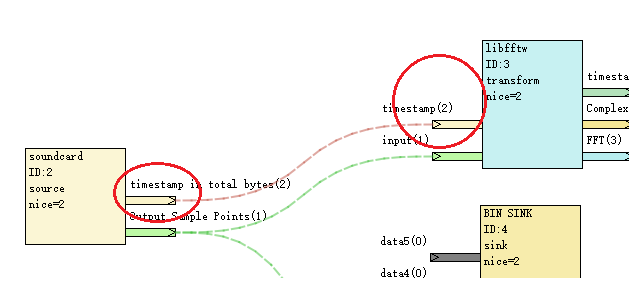 libfftw
ID:3
transform
nice=2
timestamp(2)
input(1)
timesta
Complex
FFT(3)
soundcard
ID:2
source
nice=2
timestamp in total bytes(2)
Output Sample Points(1)
BIN SINK
ID:4
sink
nice=2
data5(0)
data4(0)